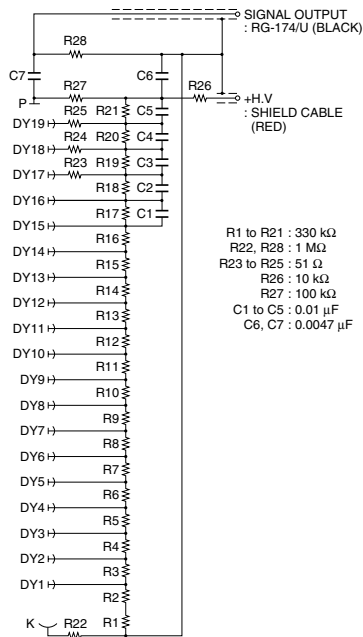 SIGNAL OUTPUT
: RG-174/U (BLACK)
R28
C7
R27
C6
R26
P
+H.V
: SHIELD CABLE
(RED)
R25
R21
C5
DY19
R24
R20
C4
DY18
R23
R19
C3
DY17
R18
C2
DY16
R17
C1
DY15
R16
DY14
R15
DY13
R14
DY12
R13
DY11
R12
DY10
R11
DY9
R10
DY8
R9
DY7
R8
DY6
R7
DY5
R6
DY4
R5
DY3
R4
DY2
R3
DY1
R2
K
R22
R1
R1 to R21 : 330 kΩ
R22, R28 : 1 MΩ
R23 to R25 : 51 Ω
R26 : 10 kΩ
R27 : 100 kΩ
C1 to C5 : 0.01 µF
C6, C7 : 0.0047 µF